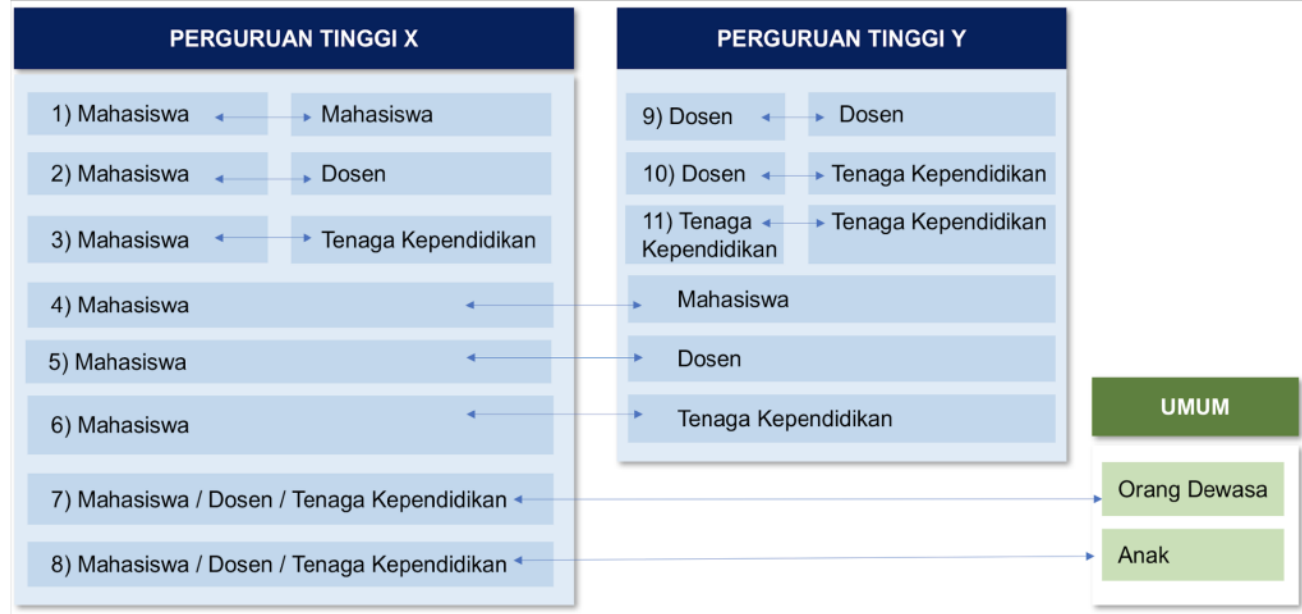 PERGURUAN TINGGI X
1) Mahasiswa Mahasiswa
2) Mahasiswa Dosen
3) Mahasiswa Tenaga Kependidikan
4) Mahasiswa
5) Mahasiswa
6) Mahasiswa
7) Mahasiswa / Dosen / Tenaga Kependidikan
8) Mahasiswa / Dosen / Tenaga Kependidikan
PERGURUAN TINGGI Y
9) Dosen Dosen
10) Dosen Tenaga Kependidikan
11) Tenaga Tenaga Kependidikan
Kependidikan
Mahasiswa
Dosen
Tenaga Kependidikan
UMUM
Orang Dewasa
Anak